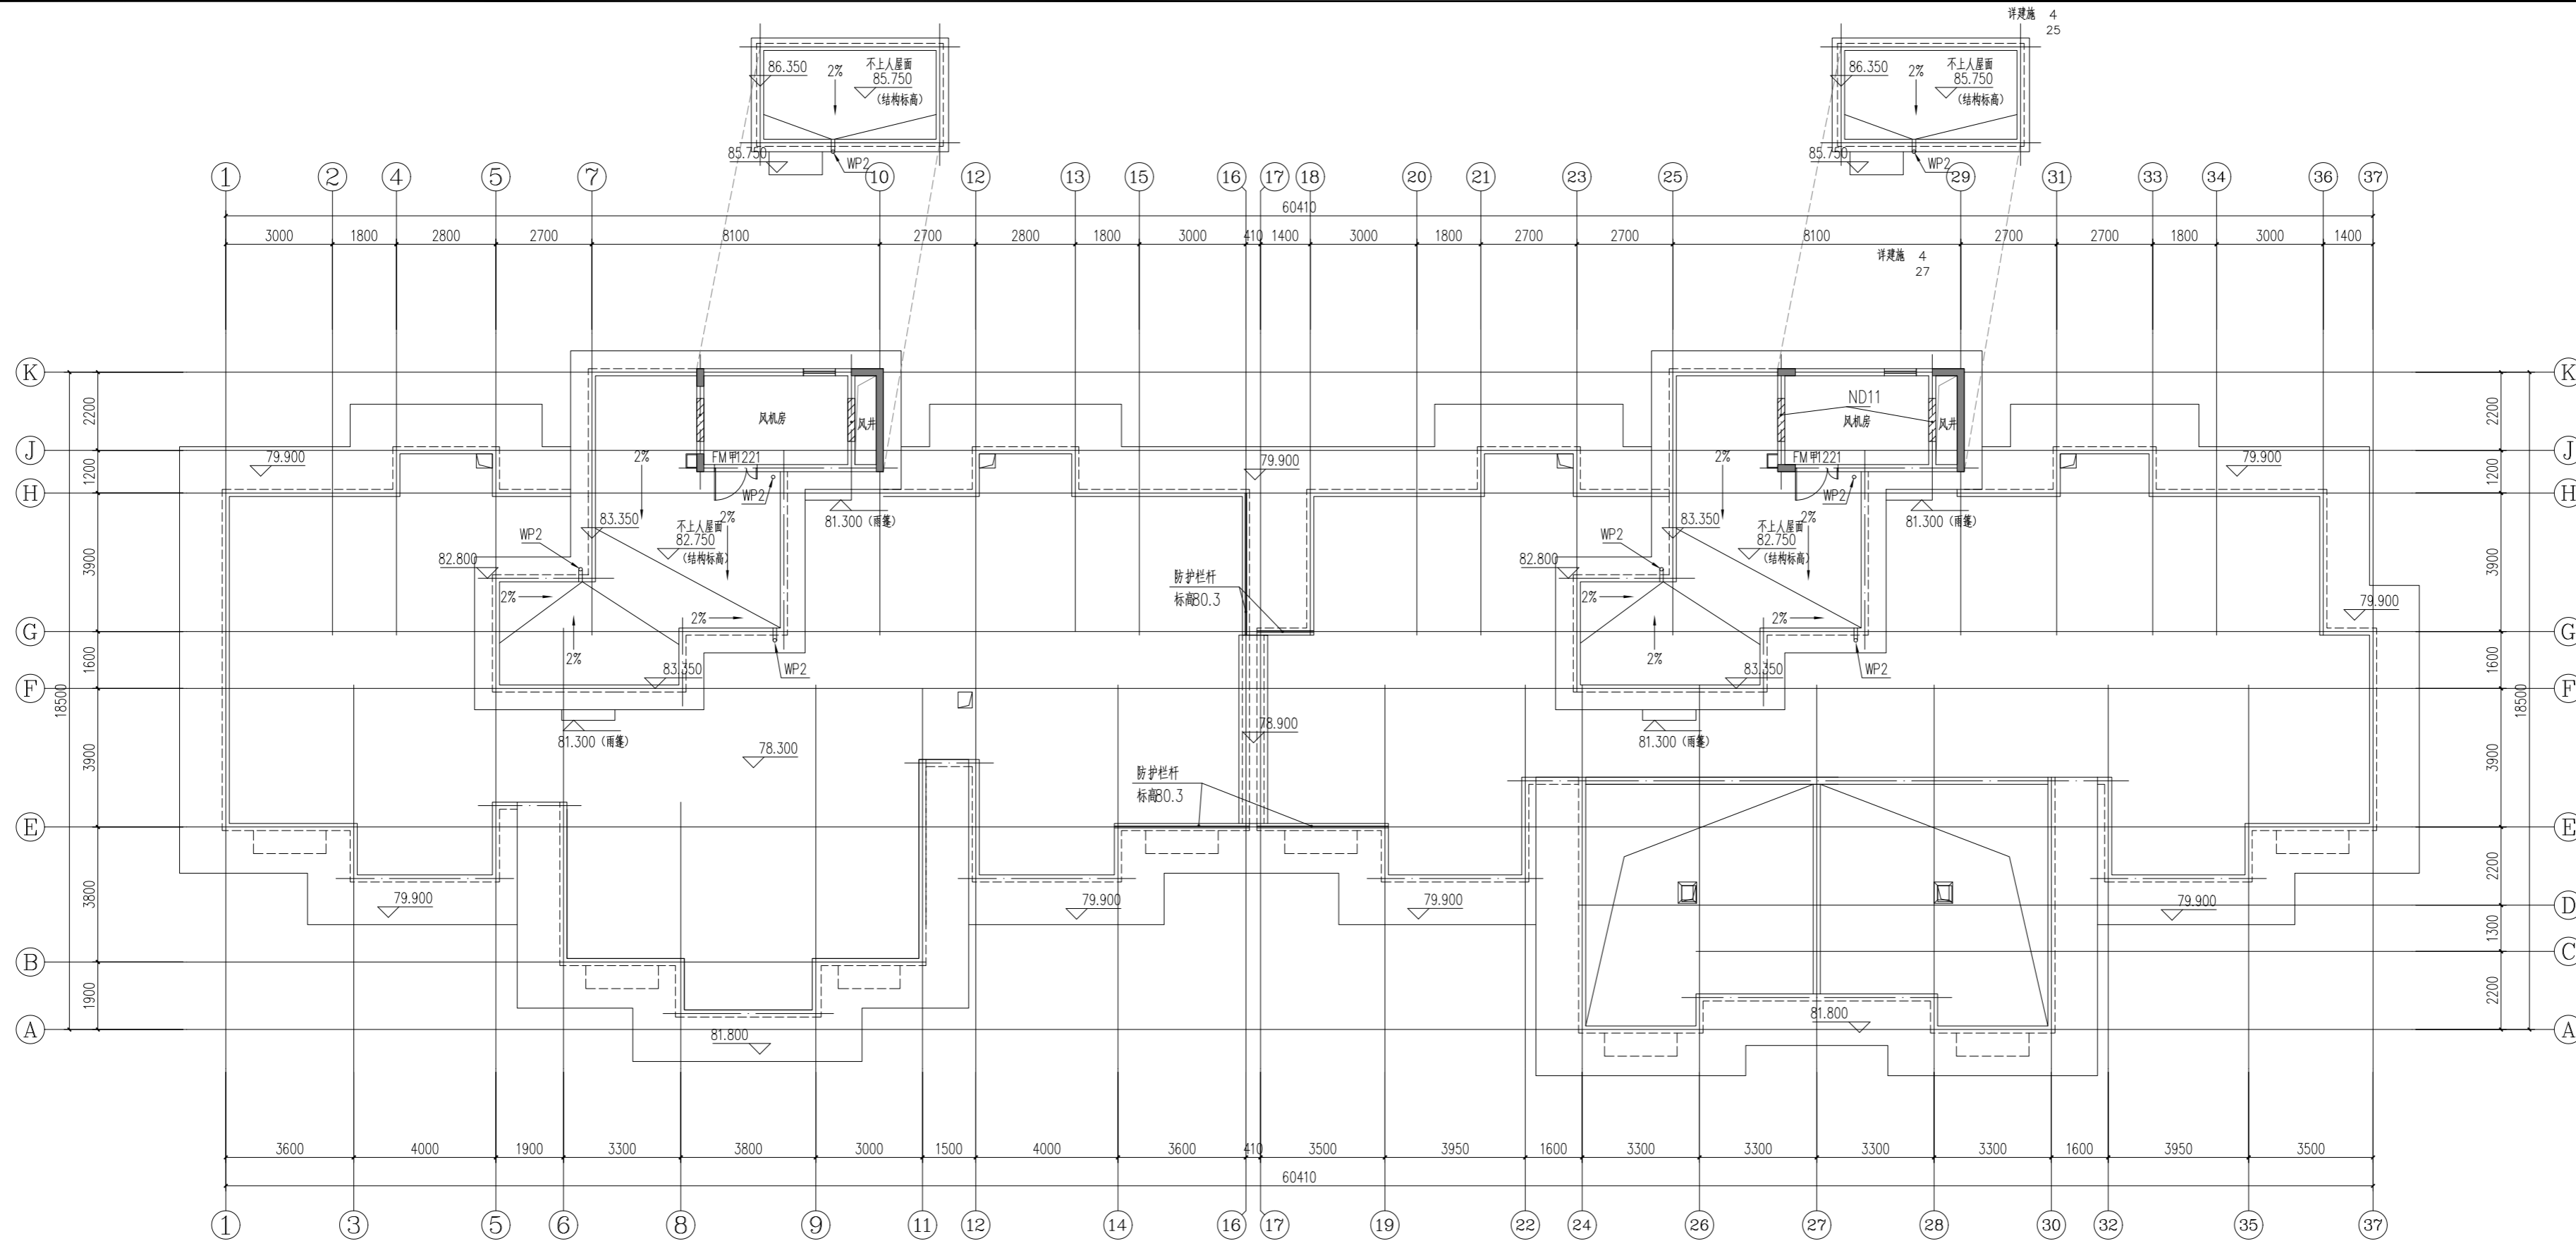 详建施 4
25
86.350
2%
不上人屋面
85.750
(结构标高)
86.350
2%
不上人屋面
85.750
(结构标高)
85.750
WP2
85.750
WP2
1 2 4 5 7 10 12 13 15 16 17 18 20 21 23 25 29 31 33 34 36 37
60410
3000 1800 2800 2700 8100 2700 2800 1800 3000 410 1400 3000 1800 2700 2700 8100 2700 2700 1800 3000 1400
详建施 4
27
K
K
2200
2200
ND11
风机房
风井
风机房
风井
J
J
79.900
2%
FM甲1221
79.900
2%
FM甲1221
79.900
1200
1200
H
H
WP2
WP2
81.300 (雨篷)
81.300 (雨篷)
83.350
不上人屋面
2%
82.750
(结构标高)
83.350
不上人屋面
2%
82.750
(结构标高)
WP2
WP2
82.800
82.800
3900
3900
防护栏杆
标高80.3
2%
2%
2%
2%
79.900
G
G
1600
1600
2%
83.350
WP2
2%
83.350
WP2
F
F
18500
18500
81.300 (雨篷)
78.300
78.900
81.300 (雨篷)
3900
3900
防护栏杆
标高80.3
E
E
3800
2200
79.900
79.900
79.900
79.900
D
1300
B
C
1900
2200
A
A
81.800
81.800
3600 4000 1900 3300 3800 3000 1500 4000 3600 410 3500 3950 1600 3300 3300 3300 3300 1600 3950 3500
60410
1 3 5 6 8 9 11 12 14 16 17 19 22 24 26 27 28 30 32 35 37